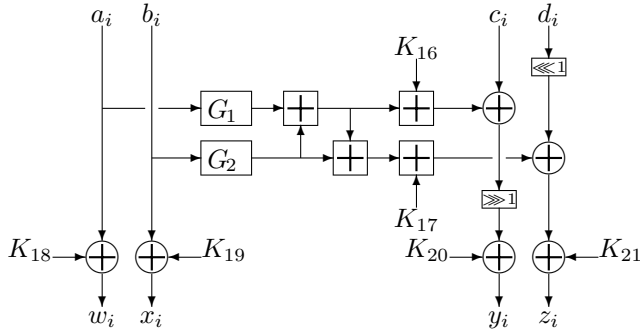 a_i b_i c_i d_i
K_16 ⋘ 1
G_1
G_2
K_17 ⋙ 1
K_18 K_19 K_20 K_21
w_i x_i y_i z_i